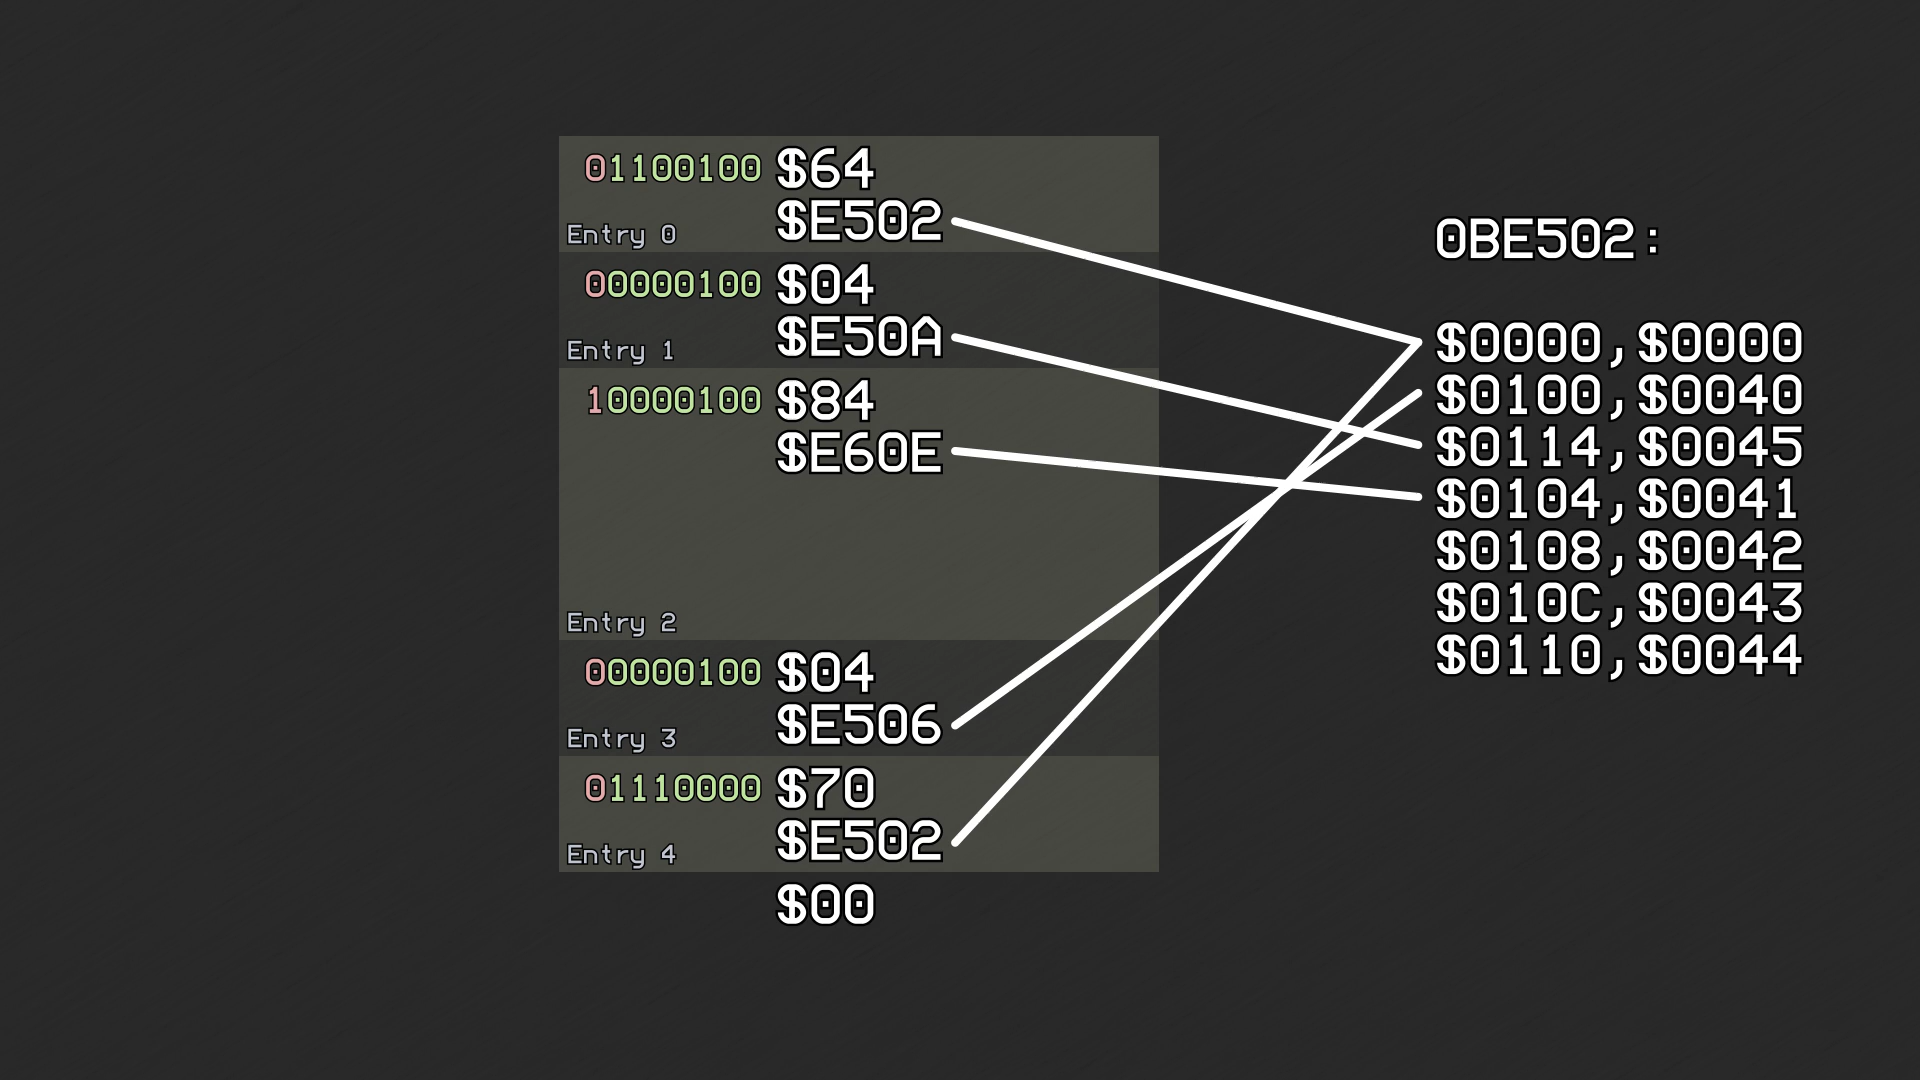 01100100 $64
Entry 0 $E502
00000100 $04
Entry 1 $E50A
10000100 $84
$E60E
Entry 2
00000100 $04
Entry 3 $E506
01110000 $70
Entry 4 $E502
$00
0BE502:
$0000,$0000
$0100,$0040
$0114,$0045
$0104,$0041
$0108,$0042
$010C,$0043
$0110,$0044